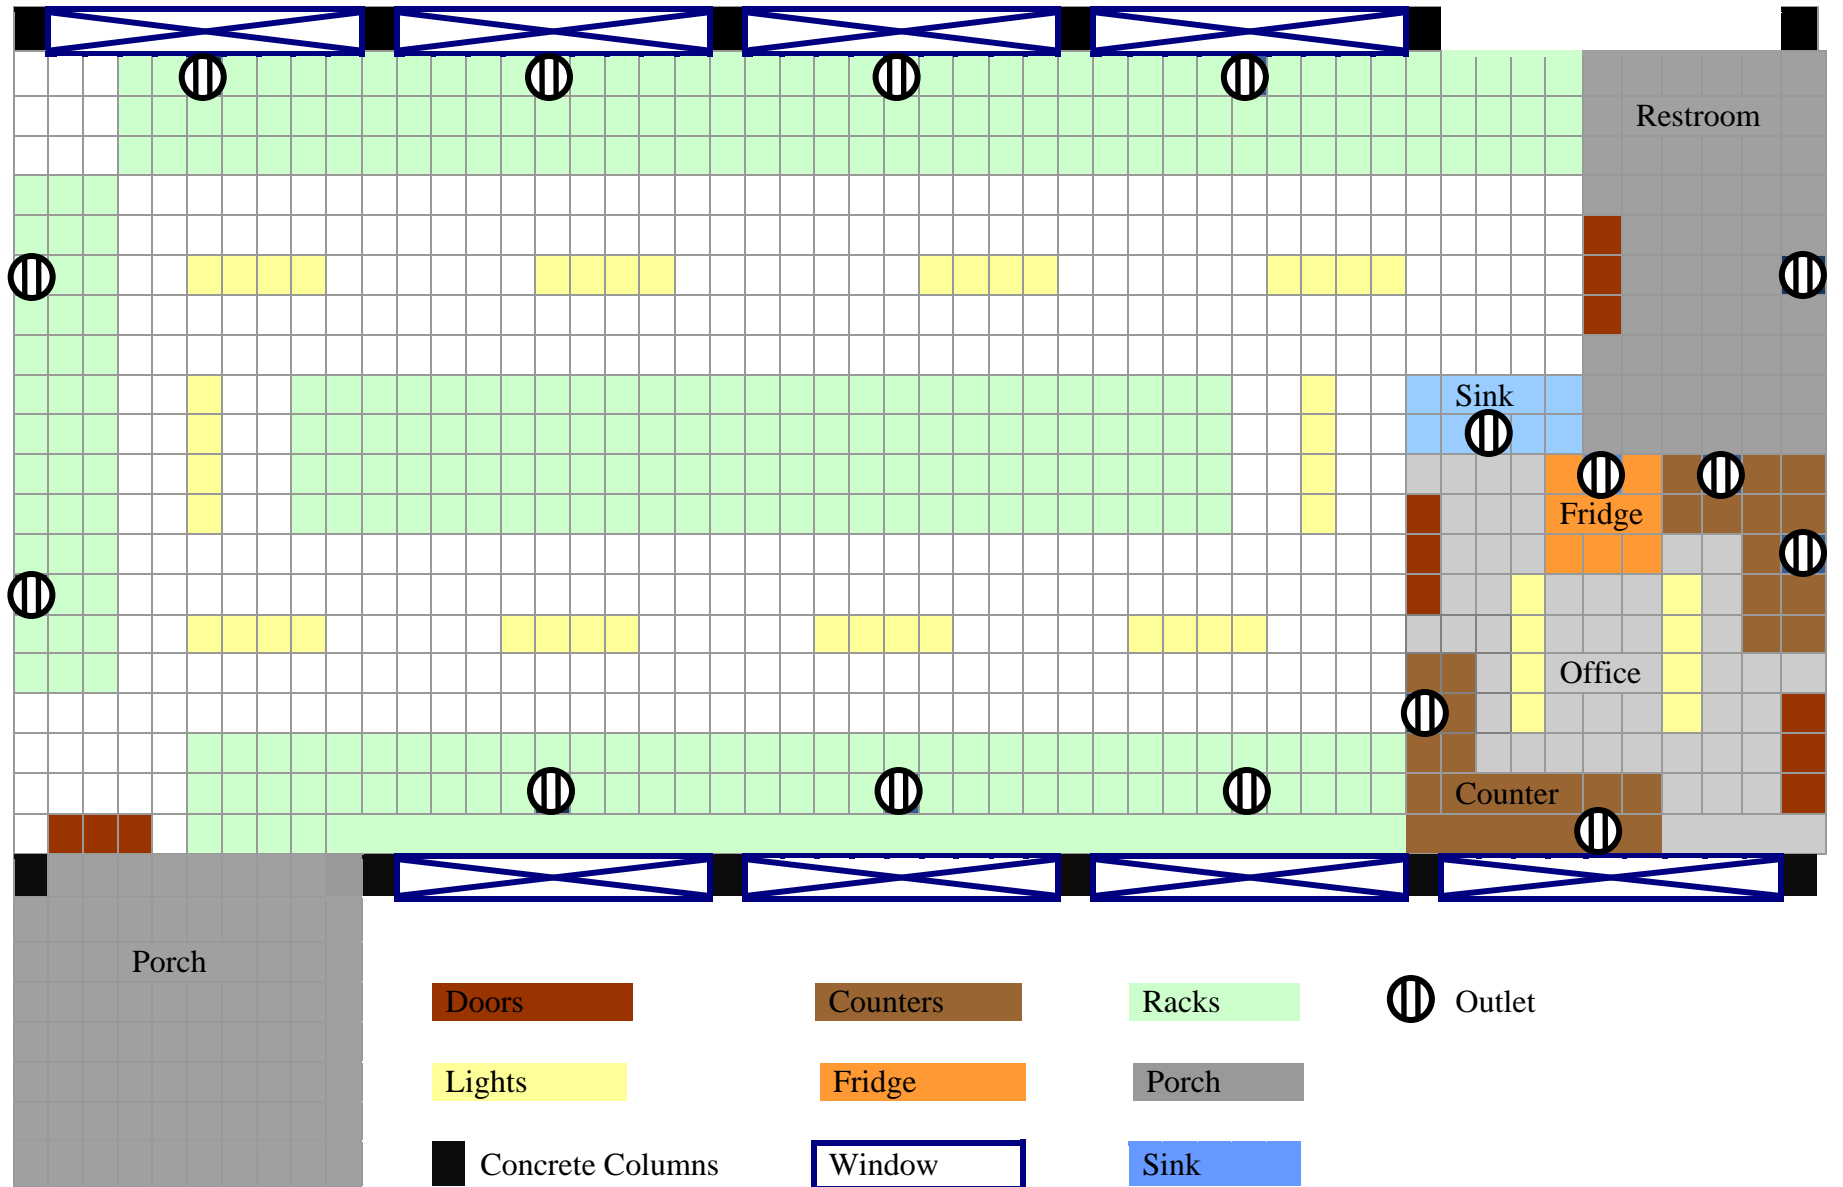 Restroom
Sink
Fridge
Office
Counter
Porch
Doors
Counters
Racks
Outlet
Lights
Fridge
Porch
Concrete Columns
Window
Sink